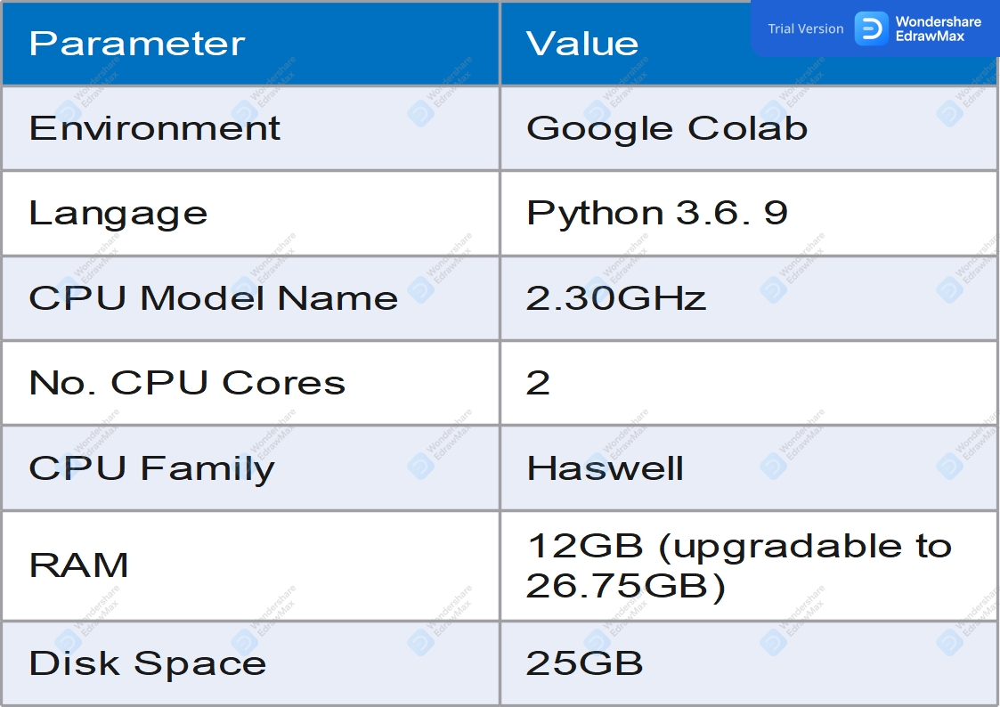 Parameter Value
Trial Version Wondershare EdrawMax
Environment Google Colab
Langage Python 3.6. 9
CPU Model Name 2.30GHz
No. CPU Cores 2
CPU Family Haswell
RAM 12GB (upgradable to
26.75GB)
Disk Space 25GB